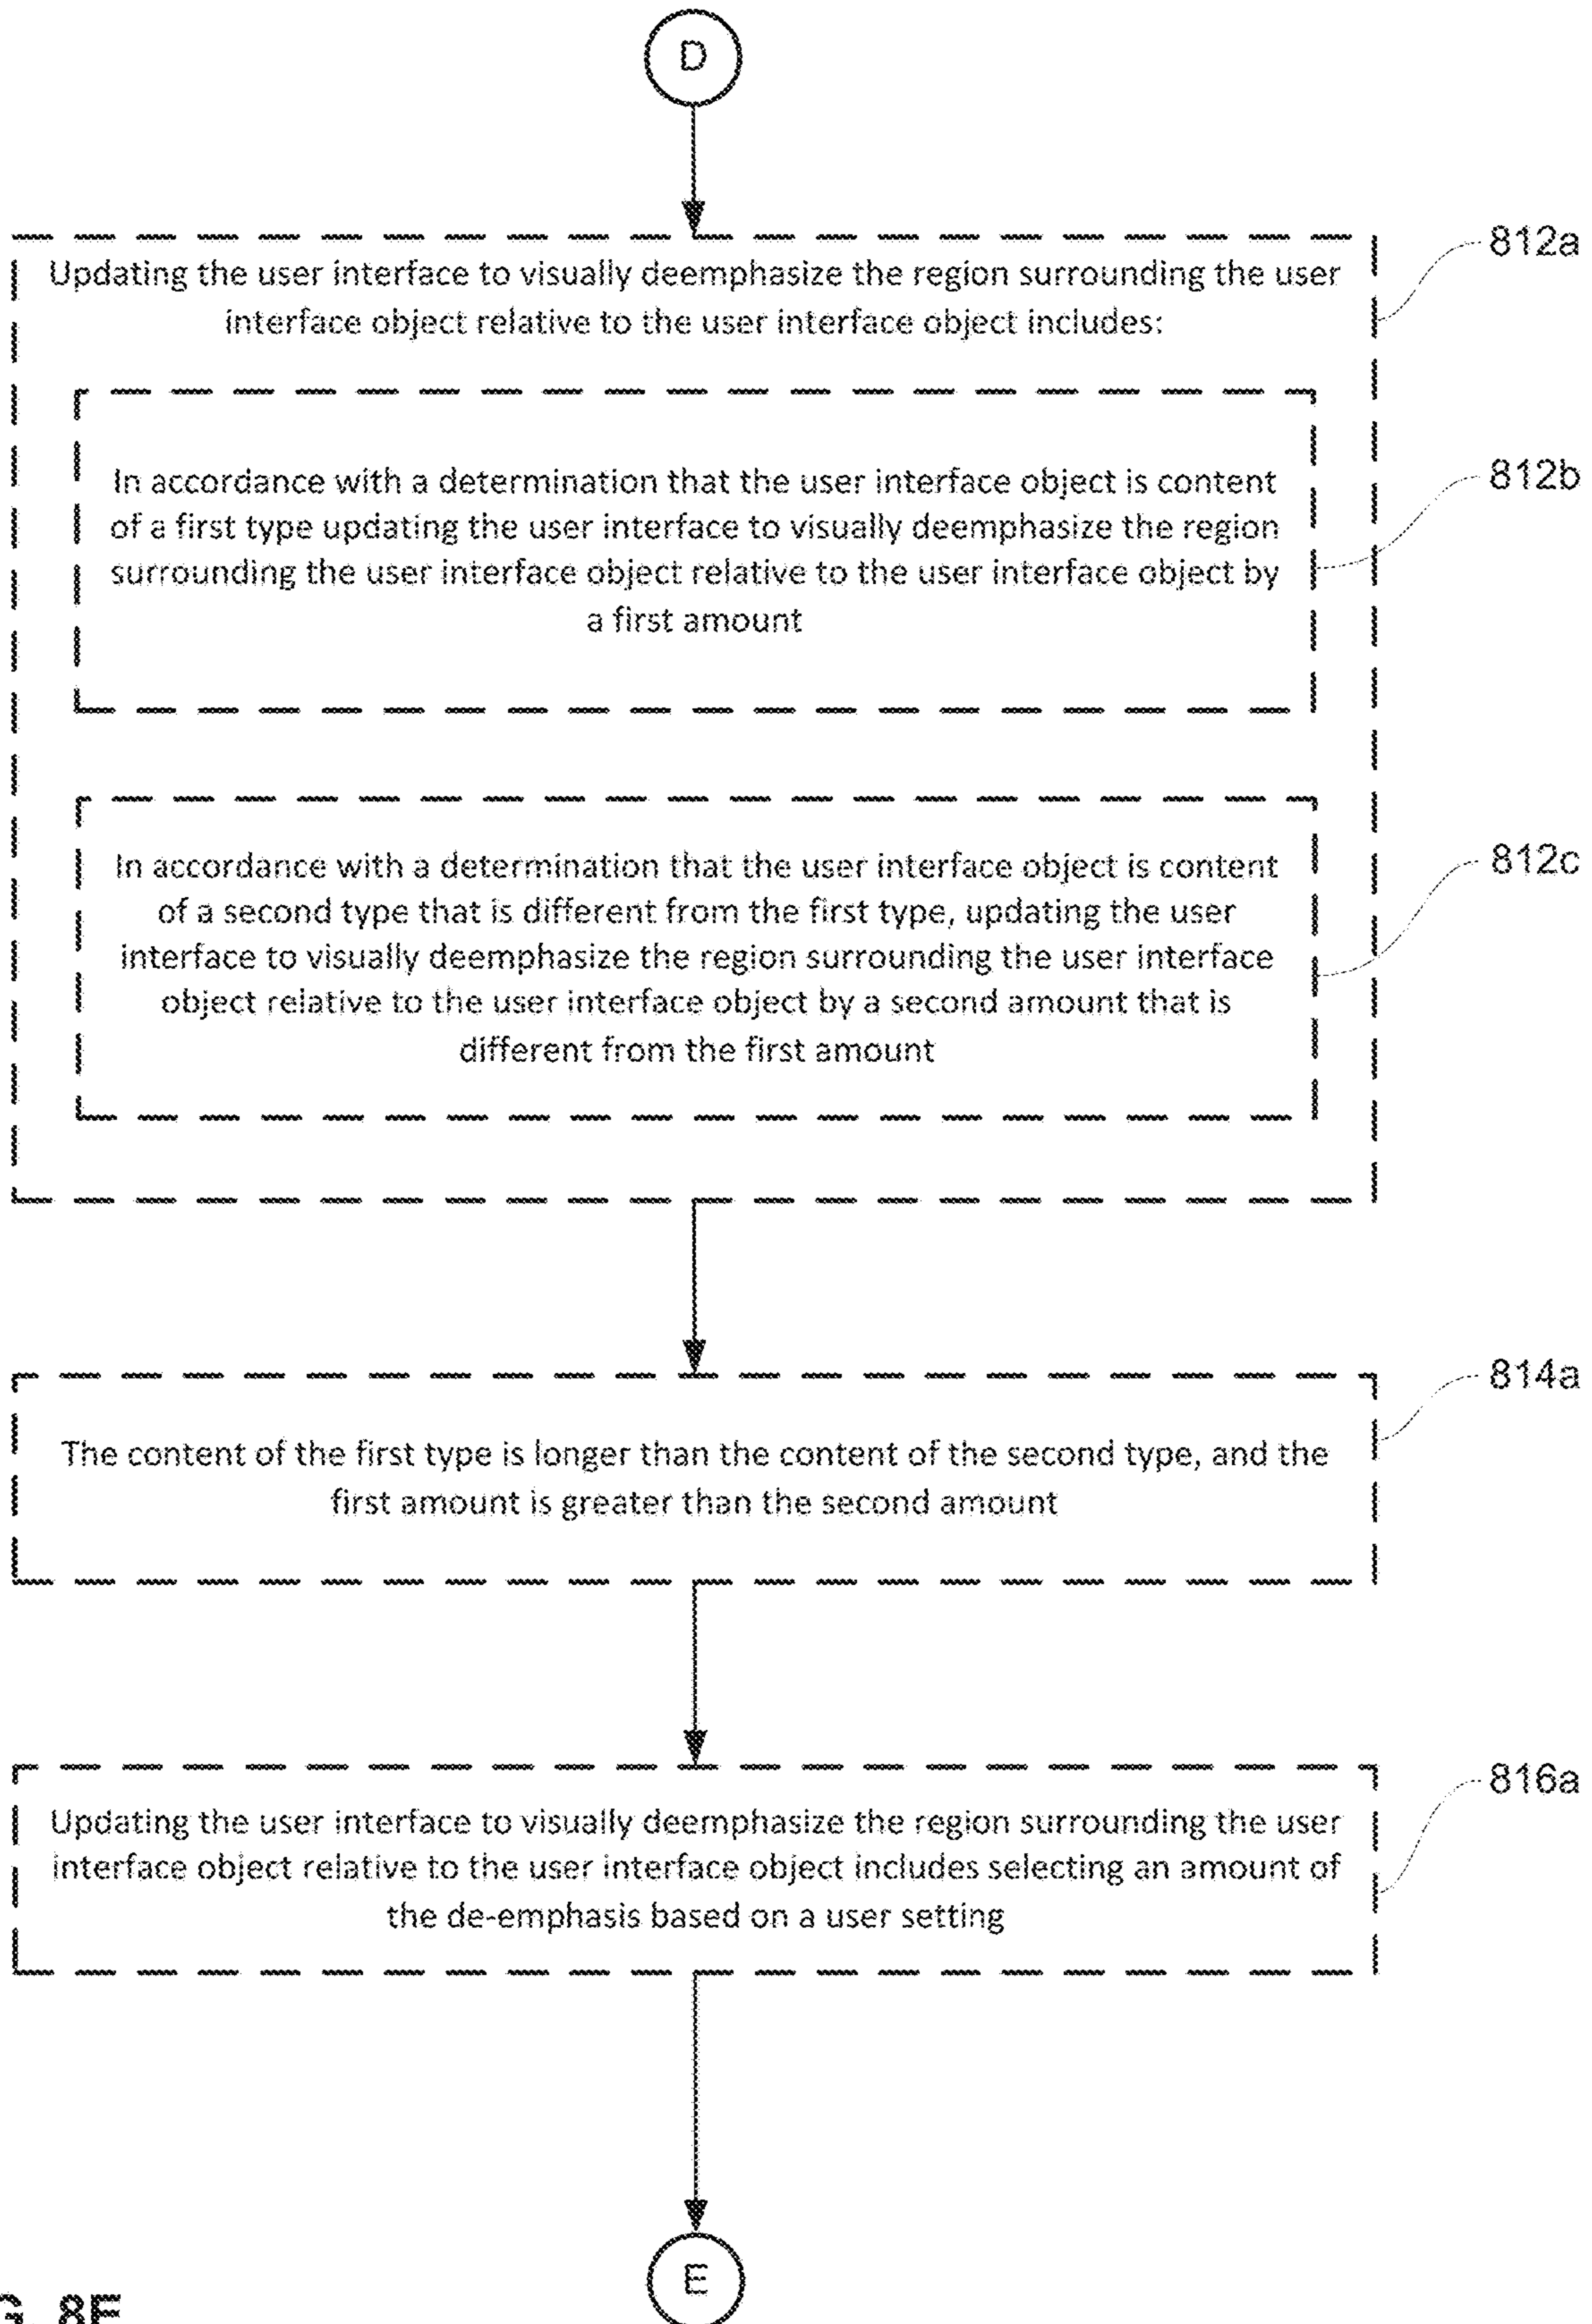 D
812a
Updating the user interface to visually deemphasize the region surrounding the user
interface object relative to the user interface object includes:
812b
In accordance with a determination that the user interface object is content
of a first type updating the user interface to visually deemphasize the region
surrounding the user interface object relative to the user interface object by
a first amount
812c
In accordance with a determination that the user interface object is content
of a second type that is different from the first type, updating the user
interface to visually deemphasize the region surrounding the user interface
object relative to the user interface object by a second amount that is
different from the first amount
814a
The content of the first type is longer than the content of the second type, and the
first amount is greater than the second amount
816a
Updating the user interface to visually deemphasize the region surrounding the user
interface object relative to the user interface object includes selecting an amount of
the de-emphasis based on a user setting
E